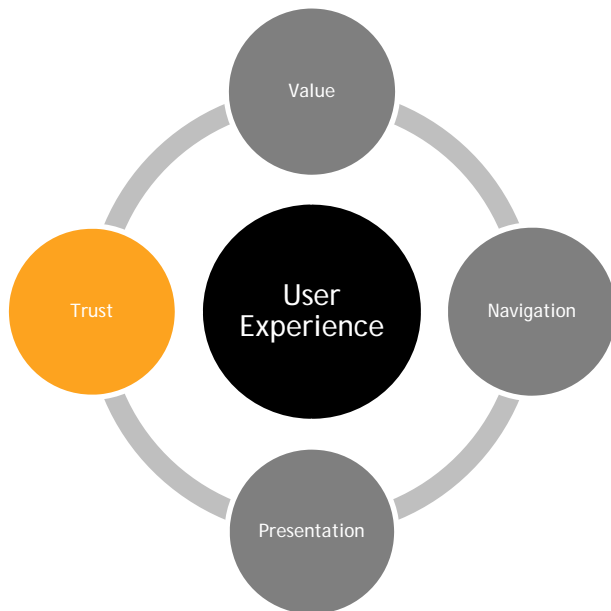 Value
Trust
User
Experience
Navigation
Presentation